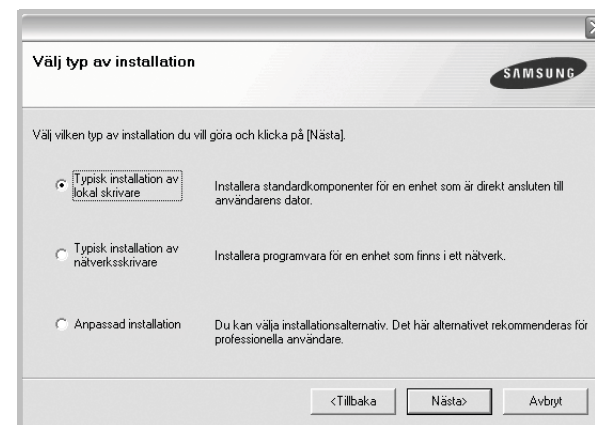 Välj typ av installation
SAMSUNG
Välj vilken typ av installation du vill göra och klicka på [Nästa].
Typisk installation av
lokal skrivare
Installera standardkomponenter för en enhet som är direkt ansluten till
användarens dator.
Typisk installation av
nätverksskrivare
Installera programvara för en enhet som finns i ett nätverk.
Anpassad installation
Du kan välja installationsalternativ. Det här alternativet rekommenderas för
professionella användare.
<Tillbaka
Nästa>
Avbryt